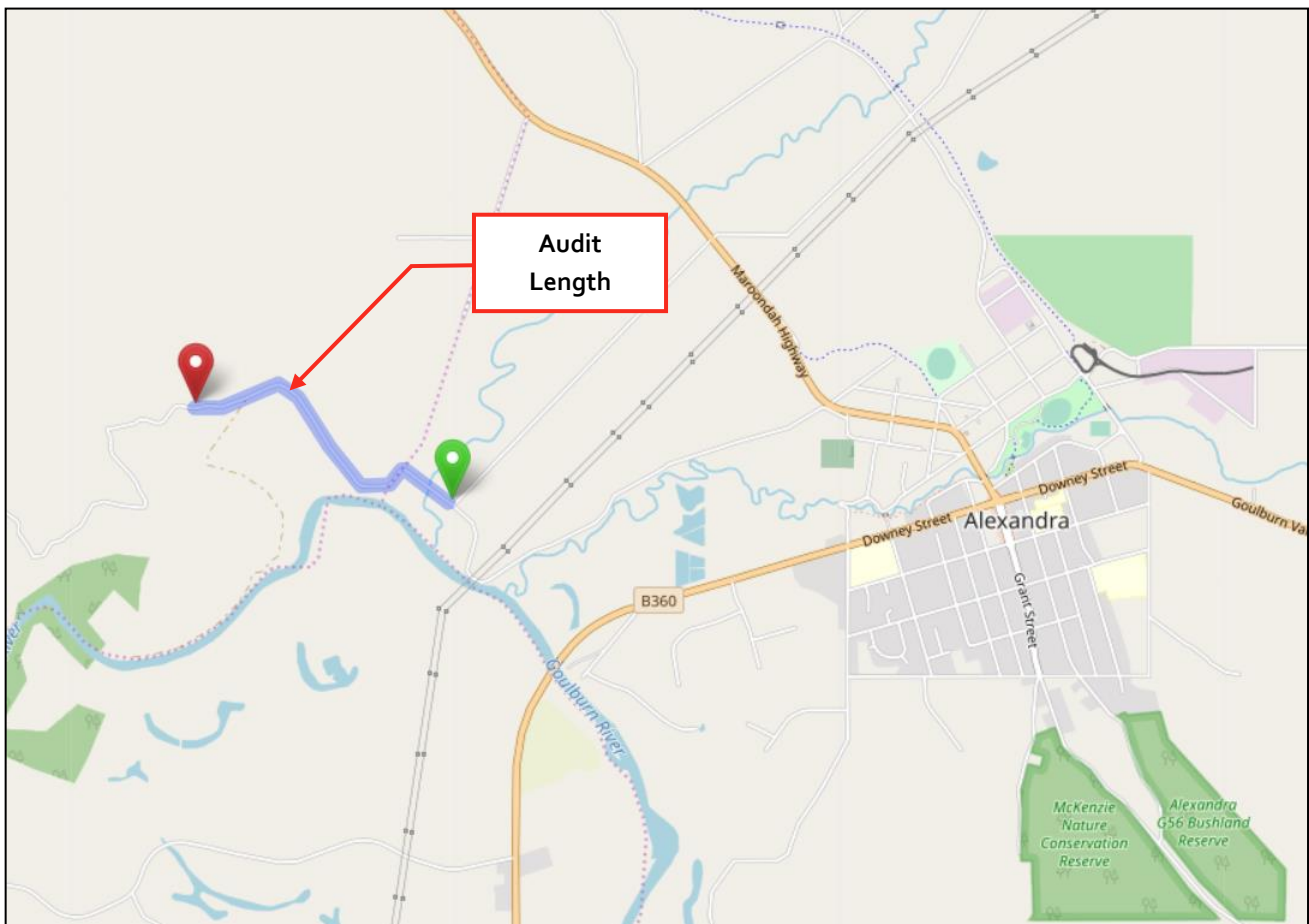 Audit
Length
Maroondah Highway
Downey Street
Alexandra
Downey Street
Goulburn Va
Grant Street
B360
Goulburn River
River
McKenzie
Nature
Conservation
Reserve
Alexandra
G56 Bushland
Reserve